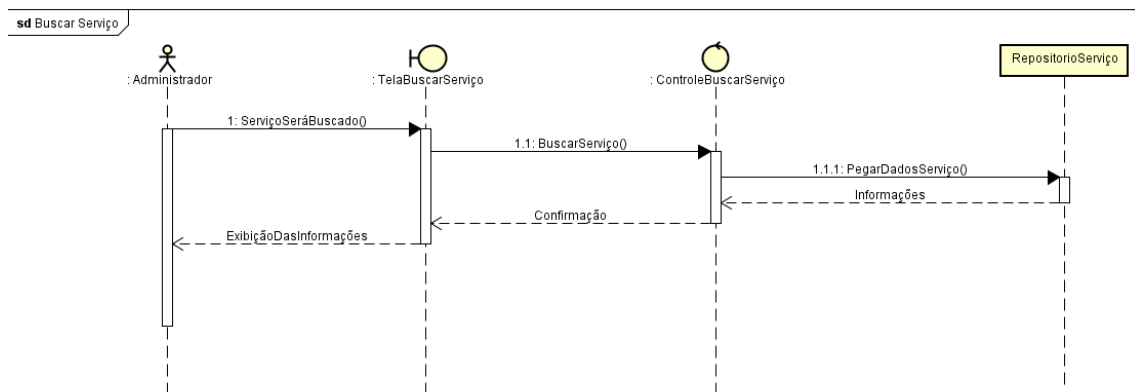 sd Buscar Serviço
: Administrador
: TelaBuscarServiço
: ControleBuscarServiço
RepositorioServiço
1: ServiçoSeráBuscado()
1.1: BuscarServiço()
1.1.1: PegarDadosServiço()
Informações
Confirmação
ExibiçãoDasInformações